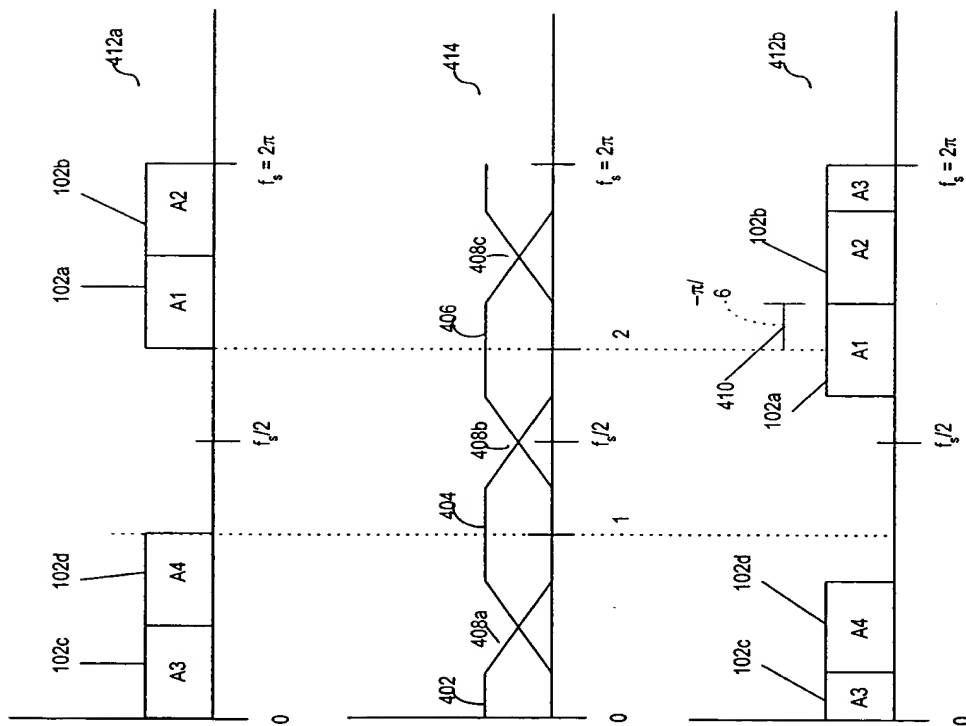 412a
102d
102c
102a
102b
A3
A4
A1
A2
0
f_s/2
f_s = 2π
414
402
408a
404
408b
406
408c
0
1
f_s/2
2
f_s = 2π
412b
102c
102d
102a
410
-π/
6
102b
A3
A4
A1
A2
A3
0
f_s/2
f_s = 2π